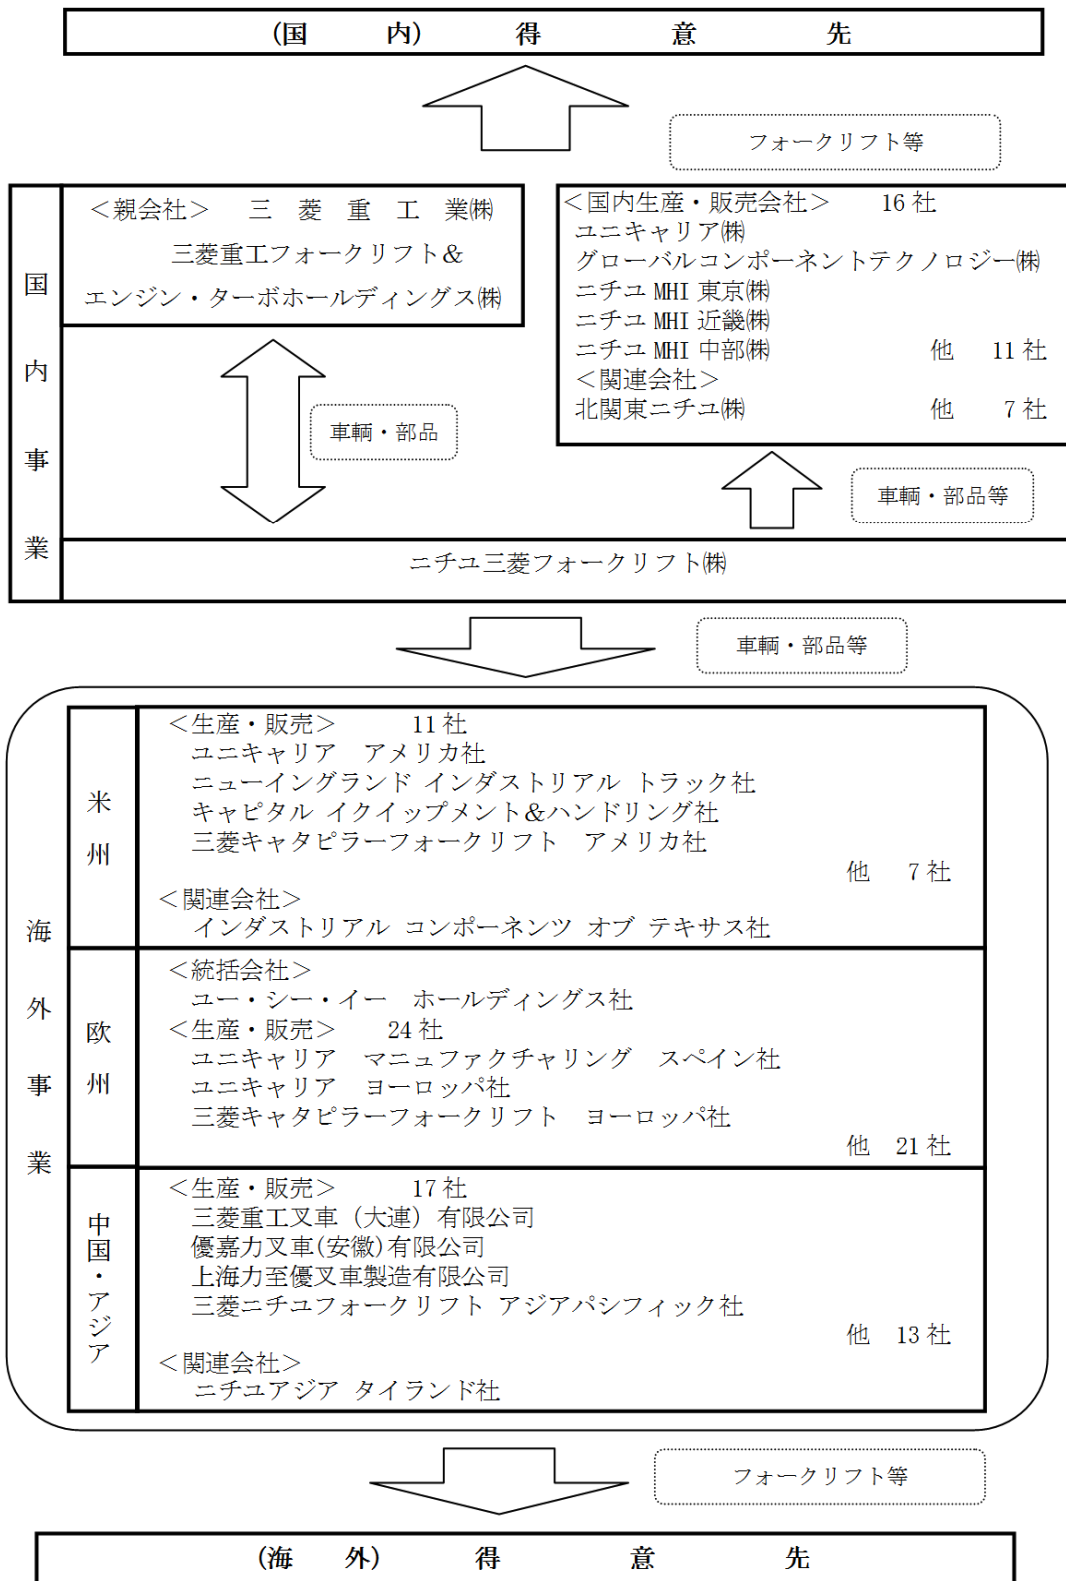 (国 内) 得 意 先
フォークリフト等
国内事業
＜親会社＞ 三 菱 重 工 業㈱
三菱重工フォークリフト＆
エンジン・ターボホールディングス㈱
＜国内生産・販売会社＞ 16 社
ユニキャリア㈱
グローバルコンポーネントテクノロジー㈱
ニチユ MHI 東京㈱
ニチユ MHI 近畿㈱
ニチユ MHI 中部㈱ 他 11 社
＜関連会社＞
北関東ニチユ㈱ 他 7 社
車輌・部品
車輌・部品等
ニチユ三菱フォークリフト㈱
車輌・部品等
海外事業
米州
＜生産・販売＞ 11 社
ユニキャリア アメリカ社
ニューイングランド インダストリアル トラック社
キャピタル イクイップメント＆ハンドリング社
三菱キャタピラーフォークリフト アメリカ社
他 7 社
＜関連会社＞
インダストリアル コンポーネンツ オブ テキサス社
欧州
＜統括会社＞
ユー・シー・イー ホールディングス社
＜生産・販売＞ 24 社
ユニキャリア マニュファクチャリング スペイン社
ユニキャリア ヨーロッパ社
三菱キャタピラーフォークリフト ヨーロッパ社
他 21 社
中国・アジア
＜生産・販売＞ 17 社
三菱重工叉車（大連）有限公司
優嘉力叉車(安徽)有限公司
上海力至優叉車製造有限公司
三菱ニチユフォークリフト アジアパシフィック社
他 13 社
＜関連会社＞
ニチユアジア タイランド社
フォークリフト等
(海 外) 得 意 先